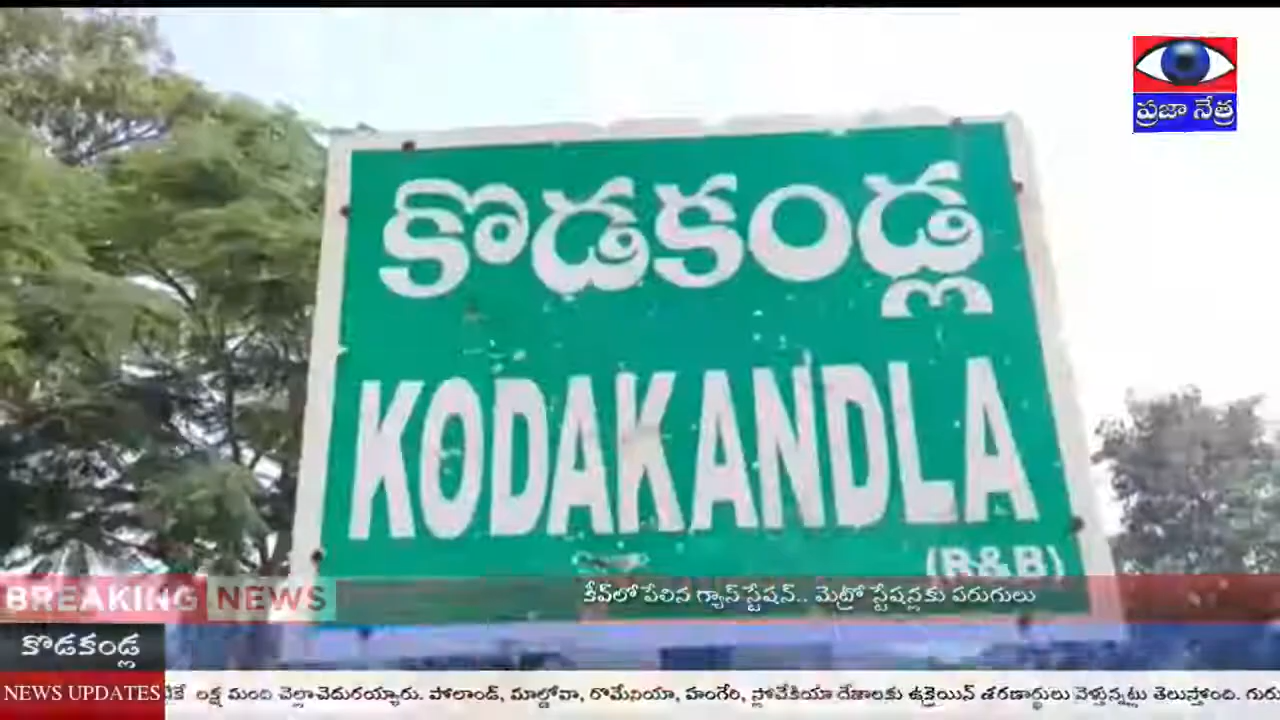 ప్రజా నేత్ర
కొడకండ్ల
KODAKANDLA
(R&B)
BREAKING NEWS
కీవ్‌లో పేలిన గ్యాస్ స్టేషన్.. మెట్రో స్టేషన్లకు పరుగులు
కొడకండ్ల
NEWS UPDATES
లక్ష మంది చెల్లాచెదురయ్యారు. పోలాండ్, మాల్డోవా, రొమేనియా, హంగేరి, స్లోవేకియా దేశాలకు ఉక్రెయిన్ శరణార్థులు వెళ్తున్నట్టు తెలుస్తోంది.